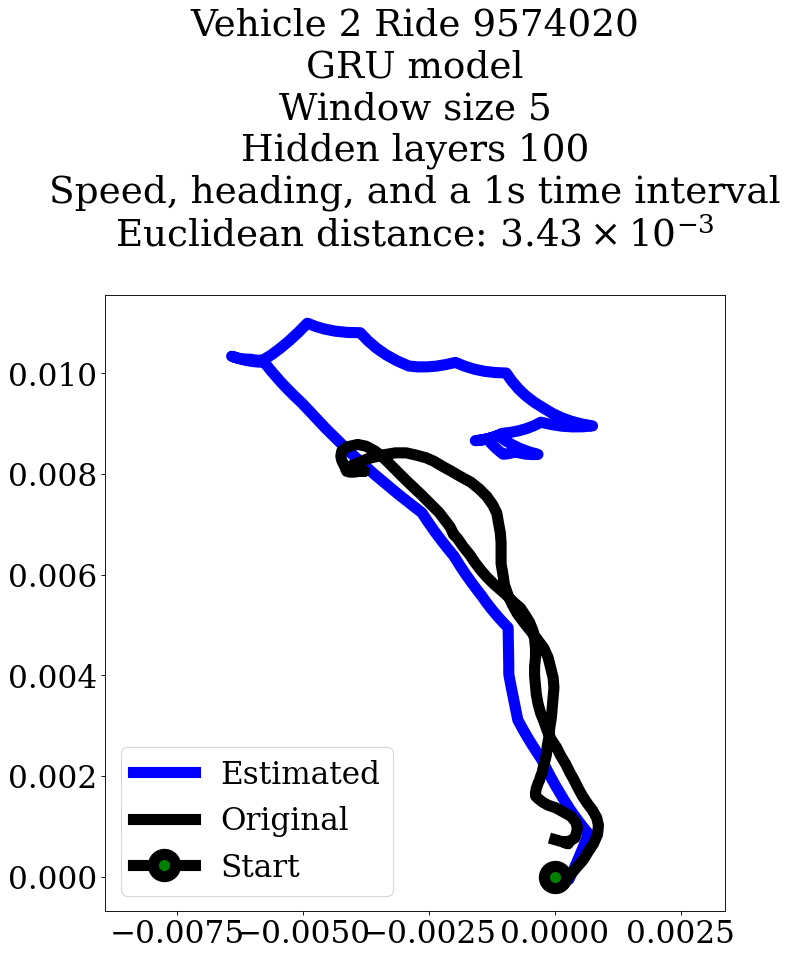 Vehicle 2 Ride 9574020
GRU model
Window size 5
Hidden layers 100
Speed, heading, and a 1s time interval
Euclidean distance: 3.43 × 10⁻³
0.010
0.008
0.006
0.004
0.002
0.000
Estimated
Original
Start
−0.0075 −0.0050 −0.0025 0.0000 0.0025